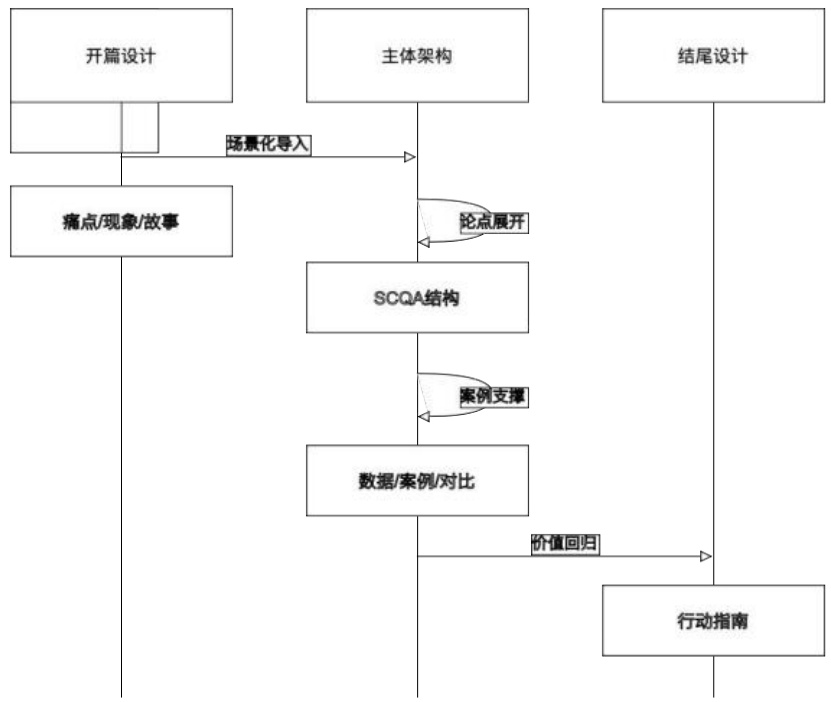 开篇设计
主体架构
结尾设计
场景化导入
痛点/现象/故事
论点展开
SCQA结构
案例支撑
数据/案例/对比
价值回归
行动指南